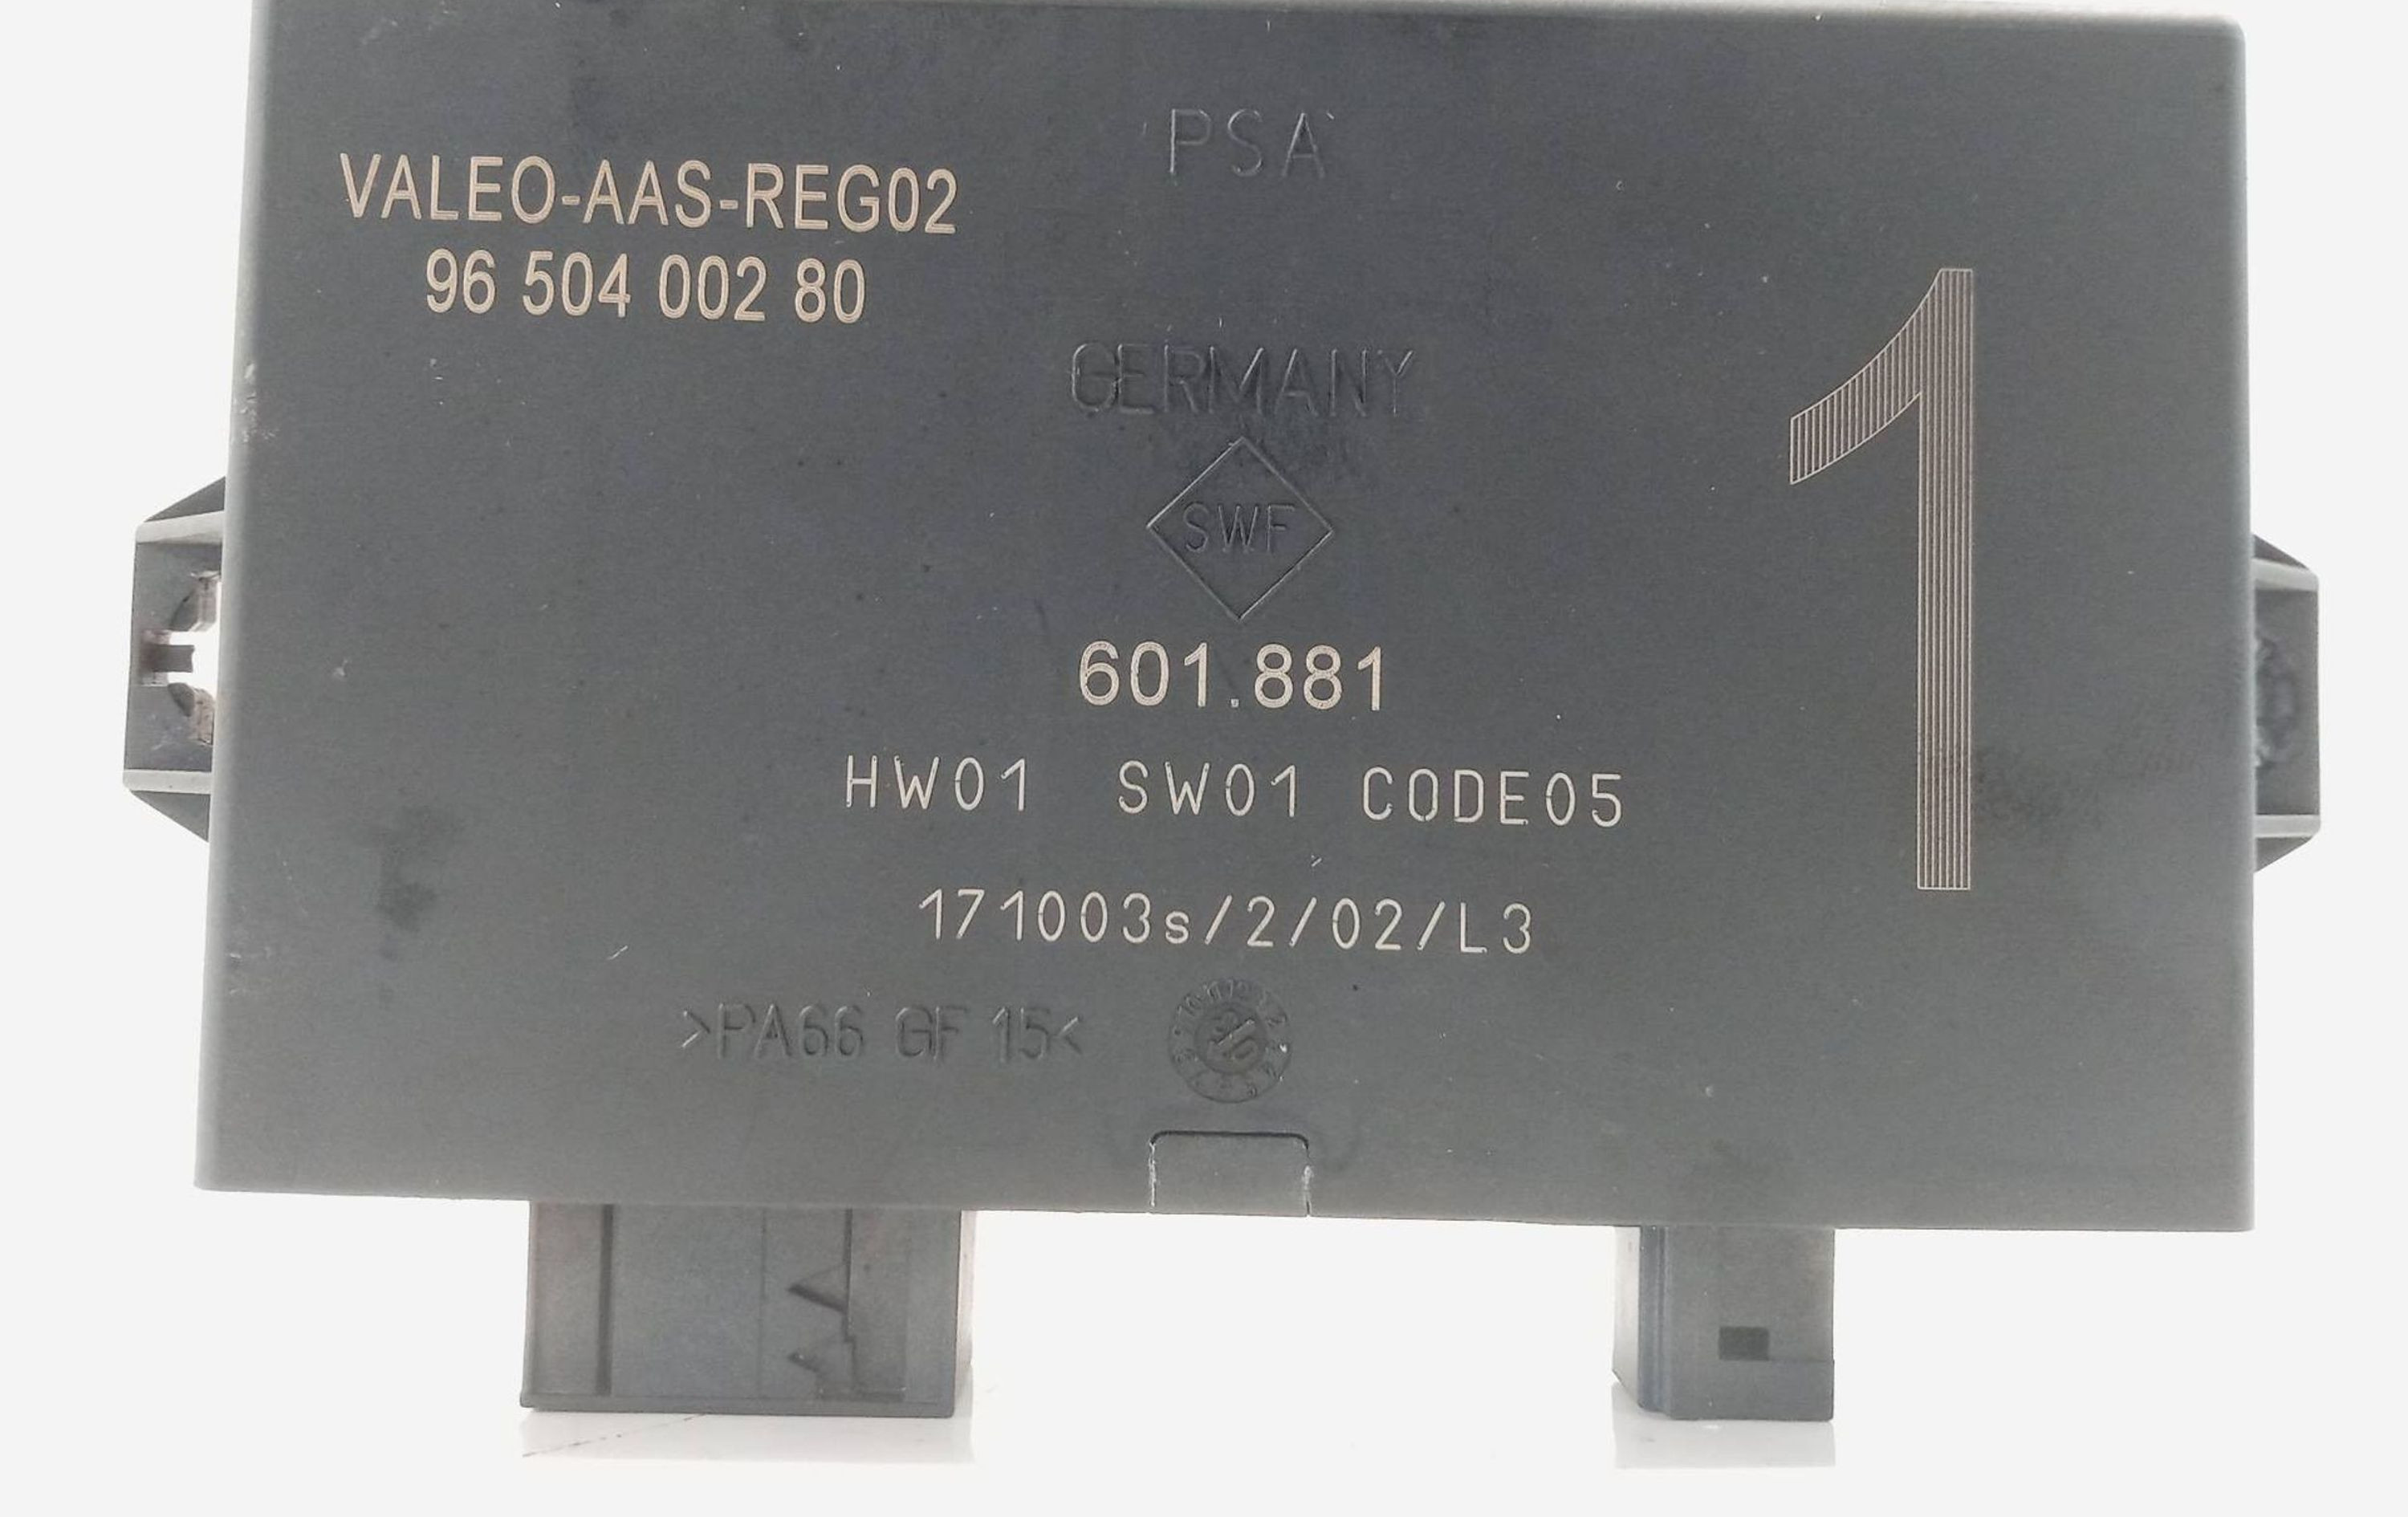 PSA
VALEO-AAS-REG02
96 504 002 80
GERMANY
SWF
1
601.881
HW01 SW01 CODE05
171003s/2/02/L3
>PA66 GF 15<